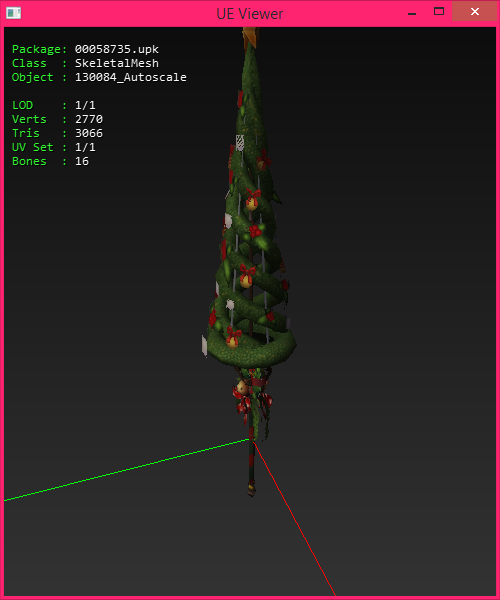 UE Viewer
Package: 00058735.upk
Class : SkeletalMesh
Object : 130084_Autoscale
LOD : 1/1
Verts : 2770
Tris : 3066
UV Set : 1/1
Bones : 16